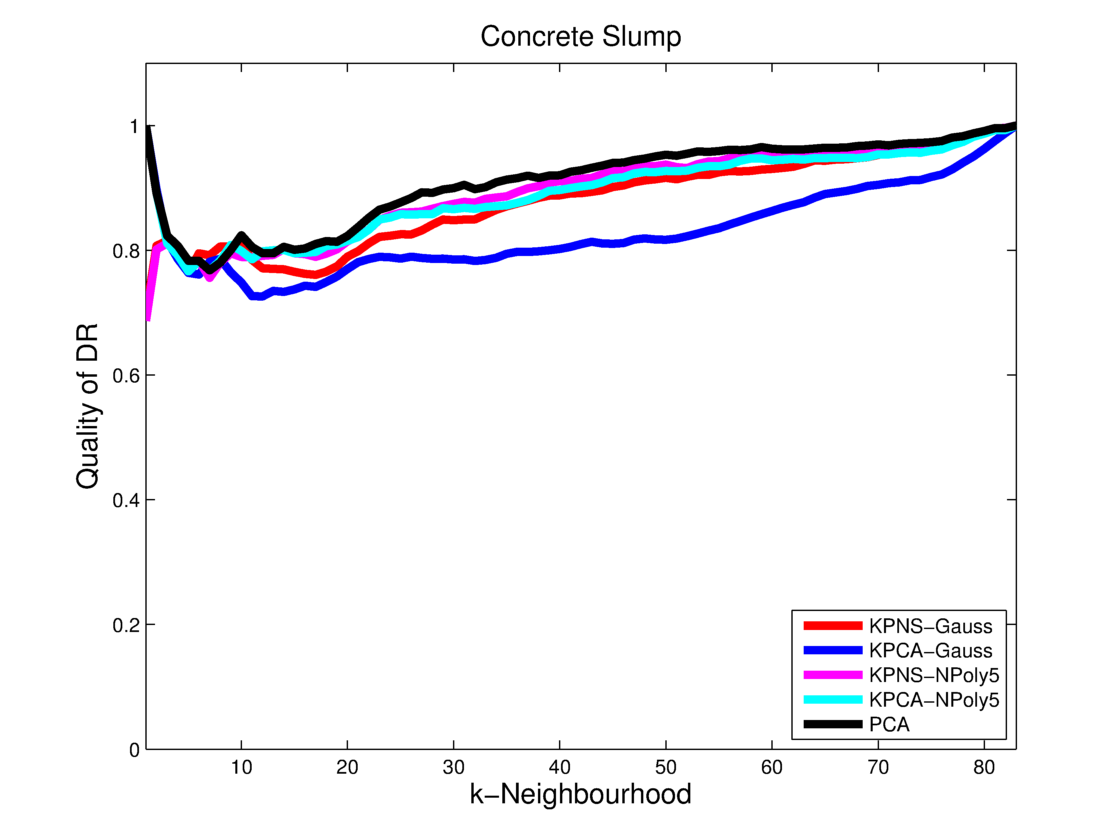 Concrete Slump
Quality of DR
1
0.8
0.6
0.4
0.2
0
10 20 30 40 50 60 70 80
k−Neighbourhood
KPNS−Gauss
KPCA−Gauss
KPNS−NPoly5
KPCA−NPoly5
PCA